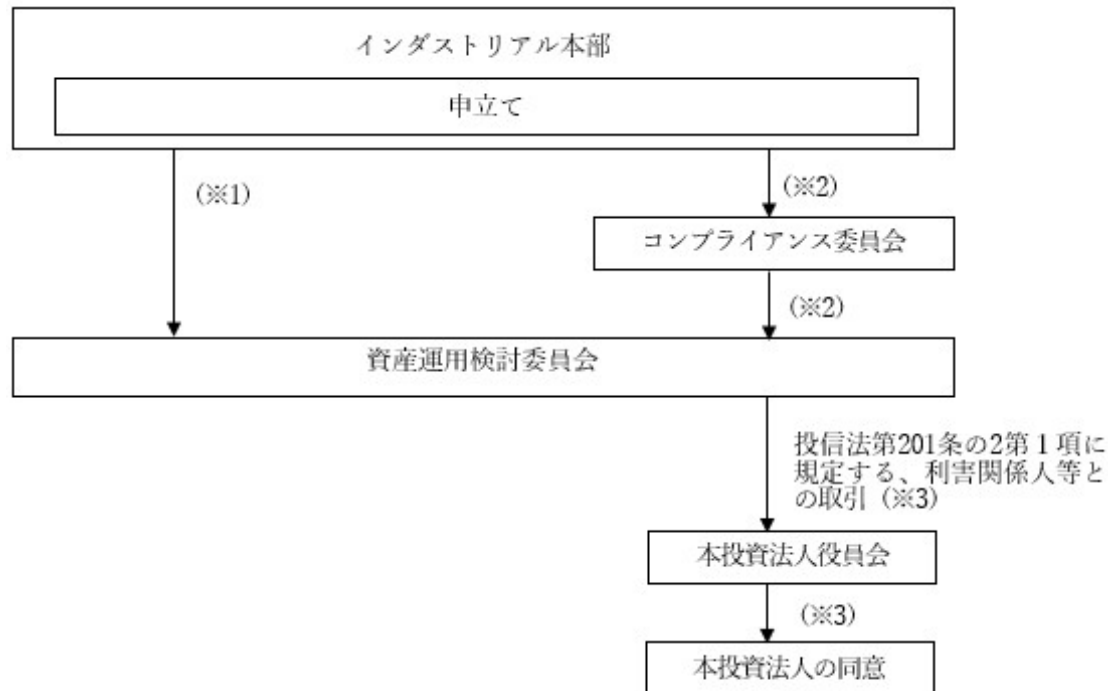 インダストリアル本部
申立て
(※1)
(※2)
コンプライアンス委員会
(※2)
資産運用検討委員会
投信法第201条の2第１項に
規定する、利害関係人等と
の取引（※3）
本投資法人役員会
(※3)
本投資法人の同意